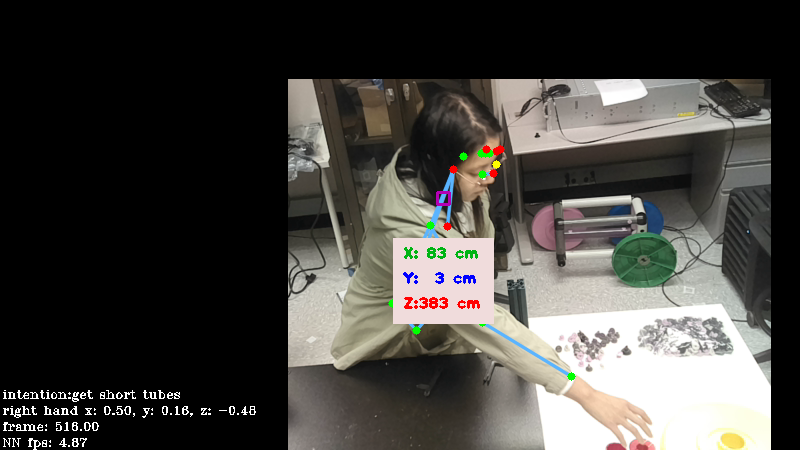 X: 83 cm
Y: 3 cm
Z:383 cm
intention:get short tubes
right hand x: 0.50, y: 0.16, z: −0.48
frame: 516.00
NN fps: 4.87